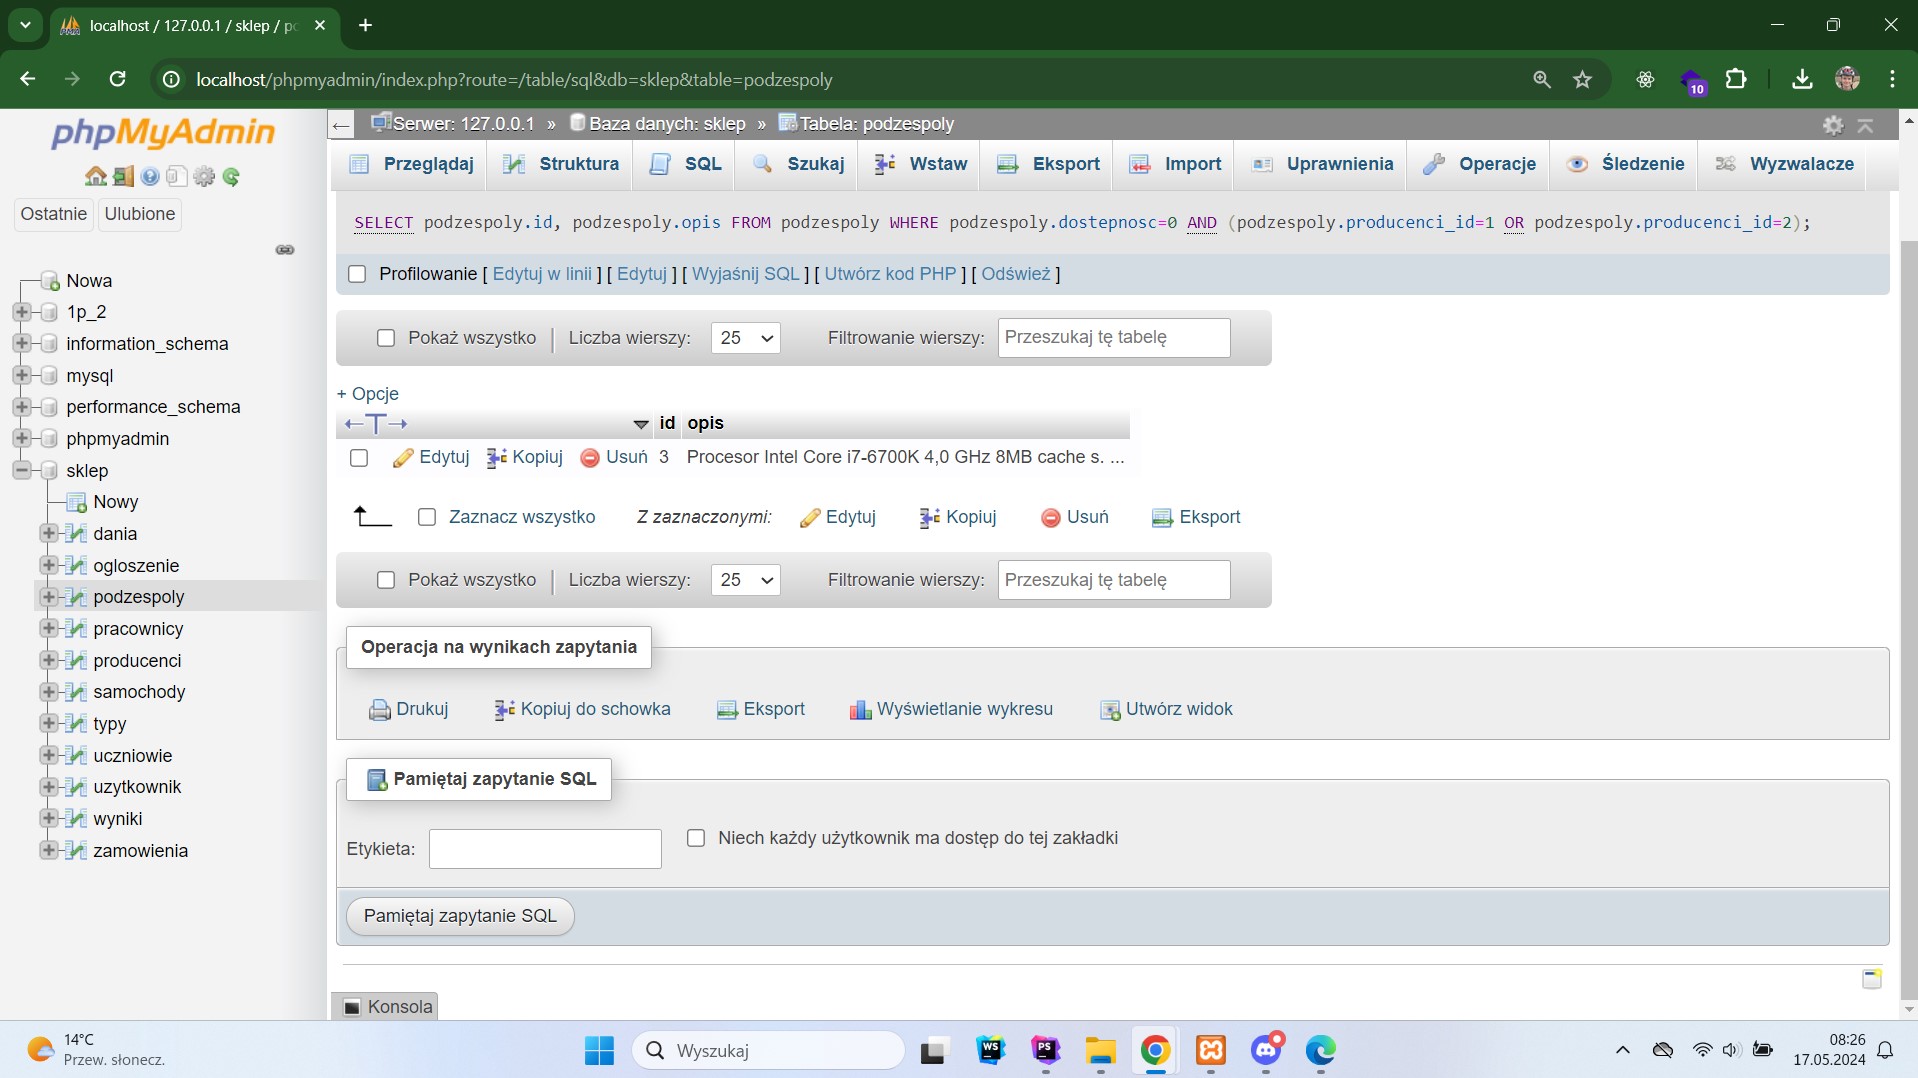 localhost / 127.0.0.1 / sklep / po
localhost/phpmyadmin/index.php?route=/table/sql&db=sklep&table=podzespoly
10
phpMyAdmin
Ostatnie Ulubione
Nowa
1p_2
information_schema
mysql
performance_schema
phpmyadmin
sklep
Nowy
dania
ogloszenie
podzespoly
pracownicy
producenci
samochody
typy
uczniowie
uzytkownik
wyniki
zamowienia
Serwer: 127.0.0.1 » Baza danych: sklep » Tabela: podzespoly
Przeglądaj Struktura SQL Szukaj Wstaw Eksport Import Uprawnienia Operacje Śledzenie Wyzwalacze
SELECT podzespoly.id, podzespoly.opis FROM podzespoly WHERE podzespoly.dostepnosc=0 AND (podzespoly.producenci_id=1 OR podzespoly.producenci_id=2);
Profilowanie [ Edytuj w linii ] [ Edytuj ] [ Wyjaśnij SQL ] [ Utwórz kod PHP ] [ Odśwież ]
Pokaż wszystko | Liczba wierszy: 25 Filtrowanie wierszy: Przeszukaj tę tabelę
+ Opcje
←T→ id opis
Edytuj Kopiuj Usuń 3 Procesor Intel Core i7-6700K 4,0 GHz 8MB cache s. ...
Zaznacz wszystko Z zaznaczonymi: Edytuj Kopiuj Usuń Eksport
Pokaż wszystko | Liczba wierszy: 25 Filtrowanie wierszy: Przeszukaj tę tabelę
Operacja na wynikach zapytania
Drukuj Kopiuj do schowka Eksport Wyświetlanie wykresu Utwórz widok
Pamiętaj zapytanie SQL
Etykieta: Niech każdy użytkownik ma dostęp do tej zakładki
Pamiętaj zapytanie SQL
Konsola
14°C
Przew. słonecz.
Wyszukaj
WS
PS
08:26
17.05.2024